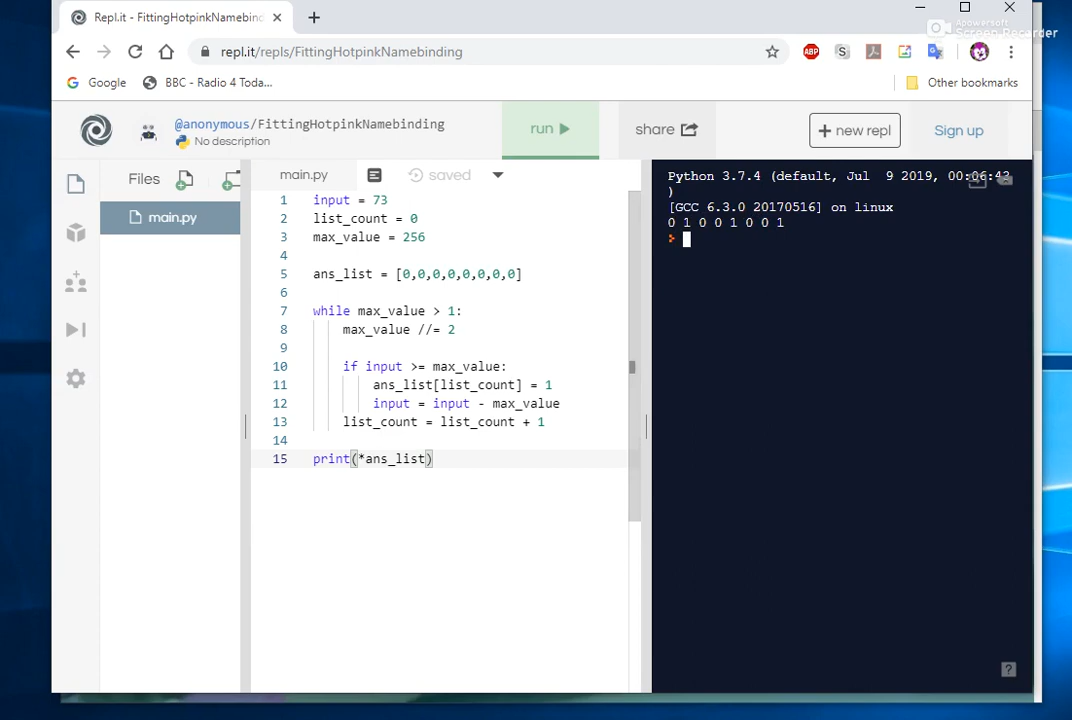 Repl.it - FittingHotpinkNamebindin
Apowersoft
Screen Recorder
repl.it/repls/FittingHotpinkNamebinding
ABP
S
Google
BBC - Radio 4 Toda...
Other bookmarks
@anonymous/FittingHotpinkNamebinding
No description
run
share
+ new repl
Sign up
Files
main.py
saved
main.py
1 input = 73
2 list_count = 0
3 max_value = 256
4
5 ans_list = [0,0,0,0,0,0,0,0]
6
7 while max_value > 1:
8 max_value //= 2
9
10 if input >= max_value:
11 ans_list[list_count] = 1
12 input = input - max_value
13 list_count = list_count + 1
14
15 print(*ans_list)
Python 3.7.4 (default, Jul 9 2019, 00:06:43
)
[GCC 6.3.0 20170516] on linux
0 1 0 0 1 0 0 1
>
?